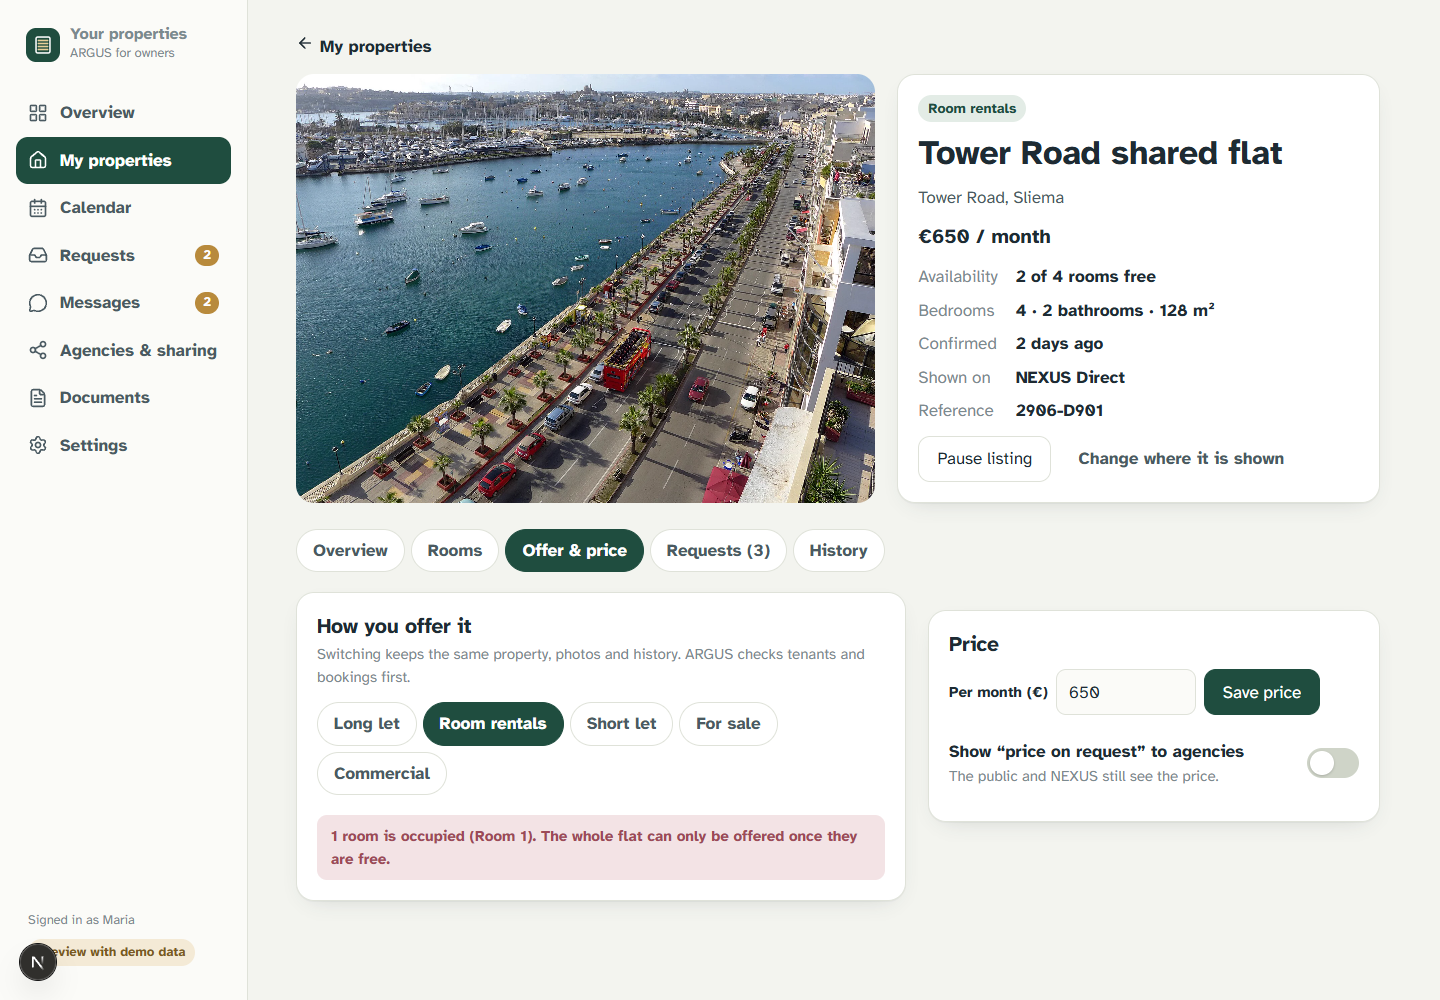 Your properties
ARGUS for owners
Overview
My properties
Calendar
Requests 2
Messages 2
Agencies & sharing
Documents
Settings
Signed in as Maria
eview with demo data
N
← My properties
Room rentals
Tower Road shared flat
Tower Road, Sliema
€650 / month
Availability 2 of 4 rooms free
Bedrooms 4 · 2 bathrooms · 128 m²
Confirmed 2 days ago
Shown on NEXUS Direct
Reference 2906-D901
Pause listing Change where it is shown
Overview Rooms Offer & price Requests (3) History
How you offer it
Switching keeps the same property, photos and history. ARGUS checks tenants and
bookings first.
Long let Room rentals Short let For sale
Commercial
1 room is occupied (Room 1). The whole flat can only be offered once they
are free.
Price
Per month (€) 650 Save price
Show “price on request” to agencies
The public and NEXUS still see the price.